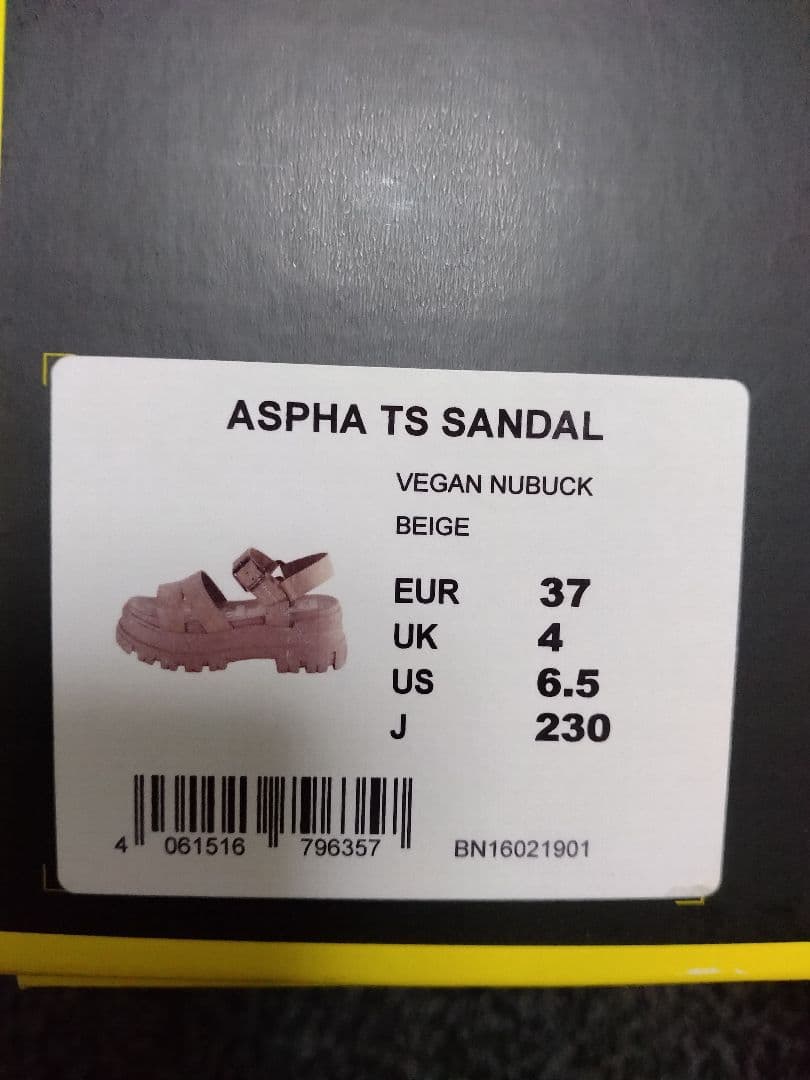 ASPHA TS SANDAL
VEGAN NUBUCK
BEIGE
EUR 37
UK 4
US 6.5
J 230
4 061516 796357
BN16021901